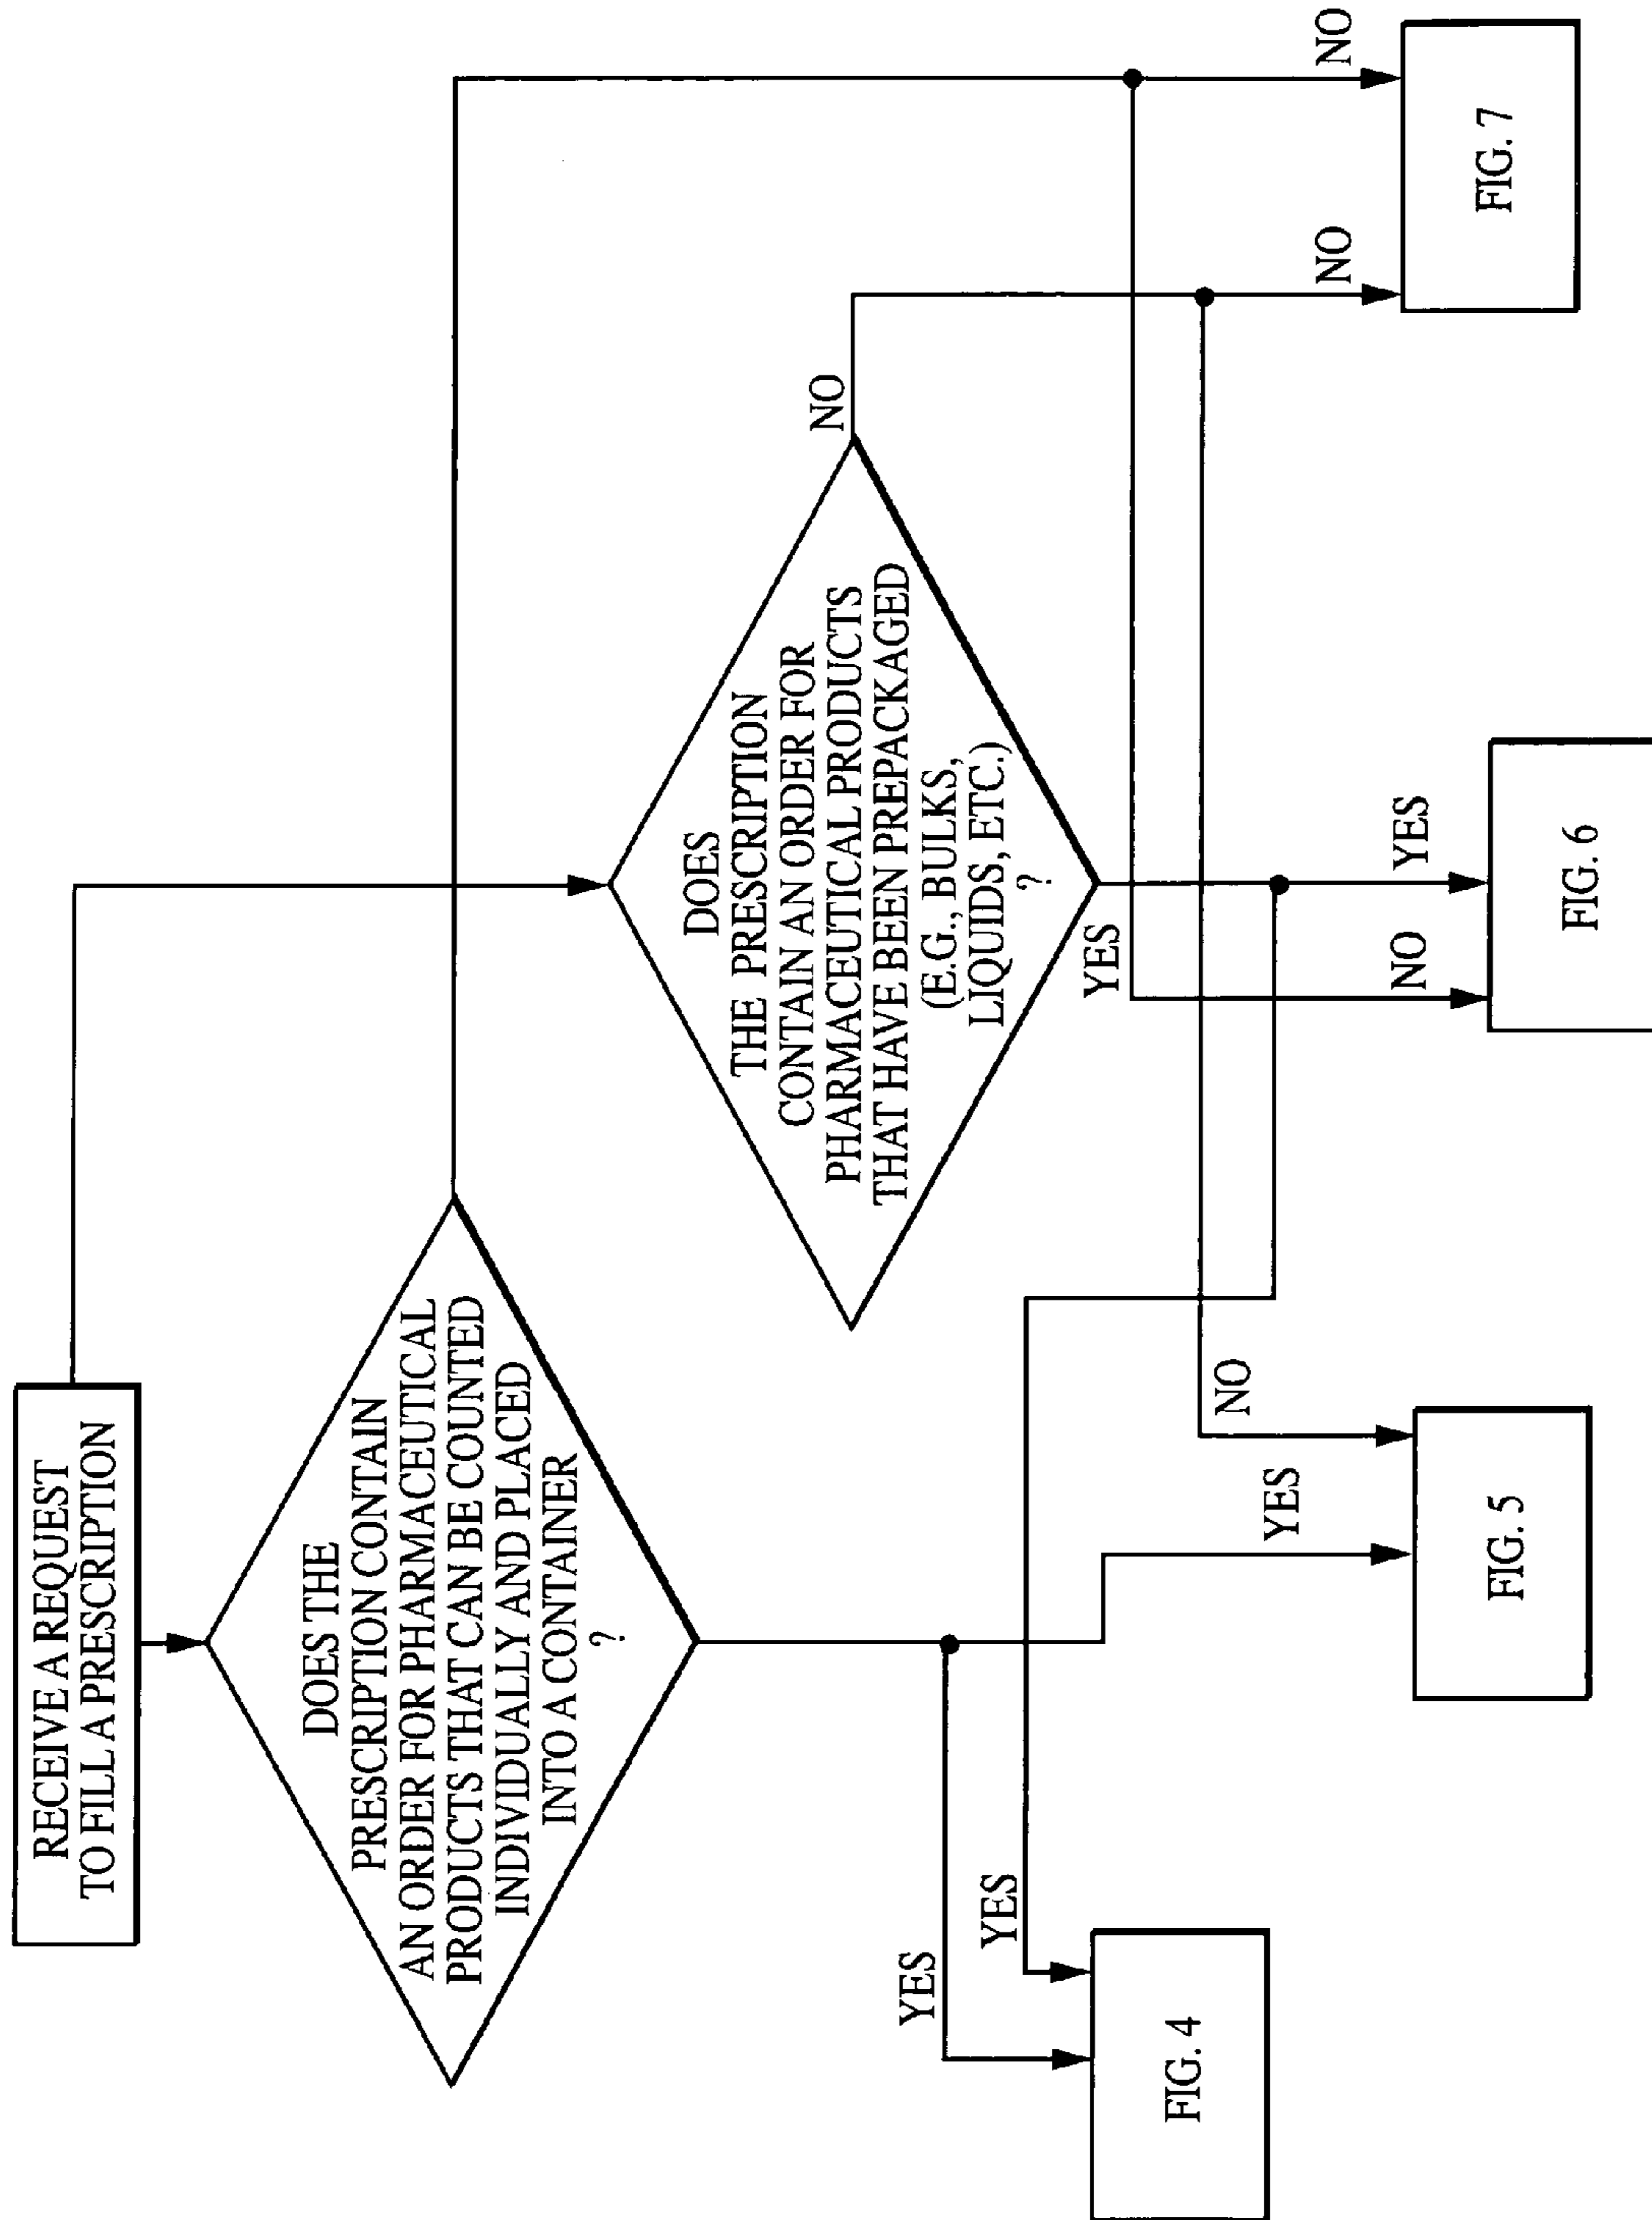 RECEIVE A REQUEST
TO FILL A PRESCRIPTION
DOES THE
PRESCRIPTION CONTAIN
AN ORDER FOR PHARMACEUTICAL
PRODUCTS THAT CAN BE COUNTED
INDIVIDUALLY AND PLACED
INTO A CONTAINER
?
DOES
THE PRESCRIPTION
CONTAIN AN ORDER FOR
PHARMACEUTICAL PRODUCTS
THAT HAVE BEEN PREPACKAGED
(E.G., BULKS,
LIQUIDS, ETC.)
?
NO
YES
YES
YES
FIG. 4
YES
NO
FIG. 5
NO
YES
FIG. 6
NO
NO
FIG. 7